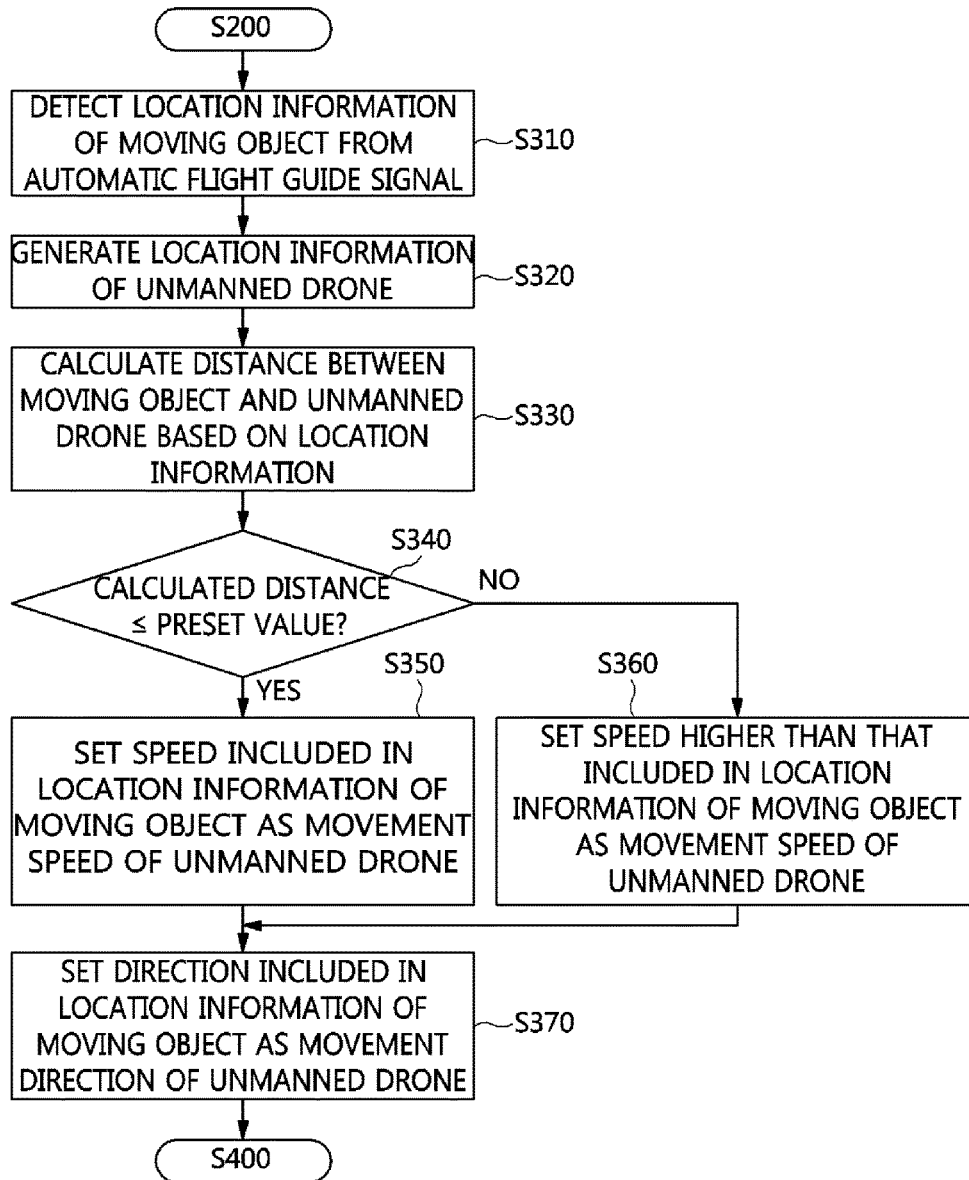 S200
DETECT LOCATION INFORMATION
OF MOVING OBJECT FROM
AUTOMATIC FLIGHT GUIDE SIGNAL
S310
GENERATE LOCATION INFORMATION
OF UNMANNED DRONE
S320
CALCULATE DISTANCE BETWEEN
MOVING OBJECT AND UNMANNED
DRONE BASED ON LOCATION
INFORMATION
S330
S340
CALCULATED DISTANCE
≤ PRESET VALUE?
NO
YES
S350
SET SPEED INCLUDED IN
LOCATION INFORMATION OF
MOVING OBJECT AS MOVEMENT
SPEED OF UNMANNED DRONE
S360
SET SPEED HIGHER THAN THAT
INCLUDED IN LOCATION
INFORMATION OF MOVING OBJECT
AS MOVEMENT SPEED OF
UNMANNED DRONE
SET DIRECTION INCLUDED IN
LOCATION INFORMATION OF
MOVING OBJECT AS MOVEMENT
DIRECTION OF UNMANNED DRONE
S370
S400